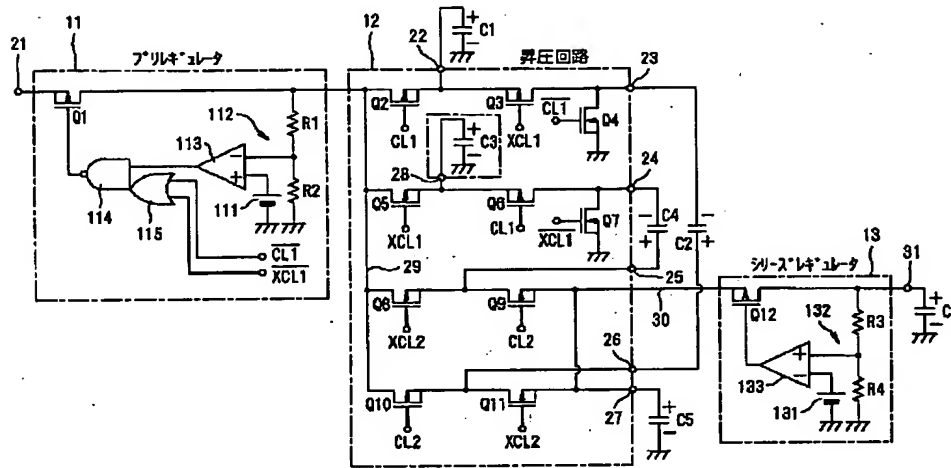 21
11
プリレギュレータ
12
22
C1
昇圧回路
23
Q1
Q2
Q3
CL1
Q4
112
R1
CL1
XCL1
113
C3
24
28
R2
Q5
Q6
Q7
C4
C2
114
115
111
XCL1
CL1
XCL1
CL1
XCL1
29
25
シリーズレギュレータ
13
31
Q8
Q9
30
Q12
C
XCL2
CL2
R3
132
26
133
R4
Q10
Q11
27
131
CL2
XCL2
C5